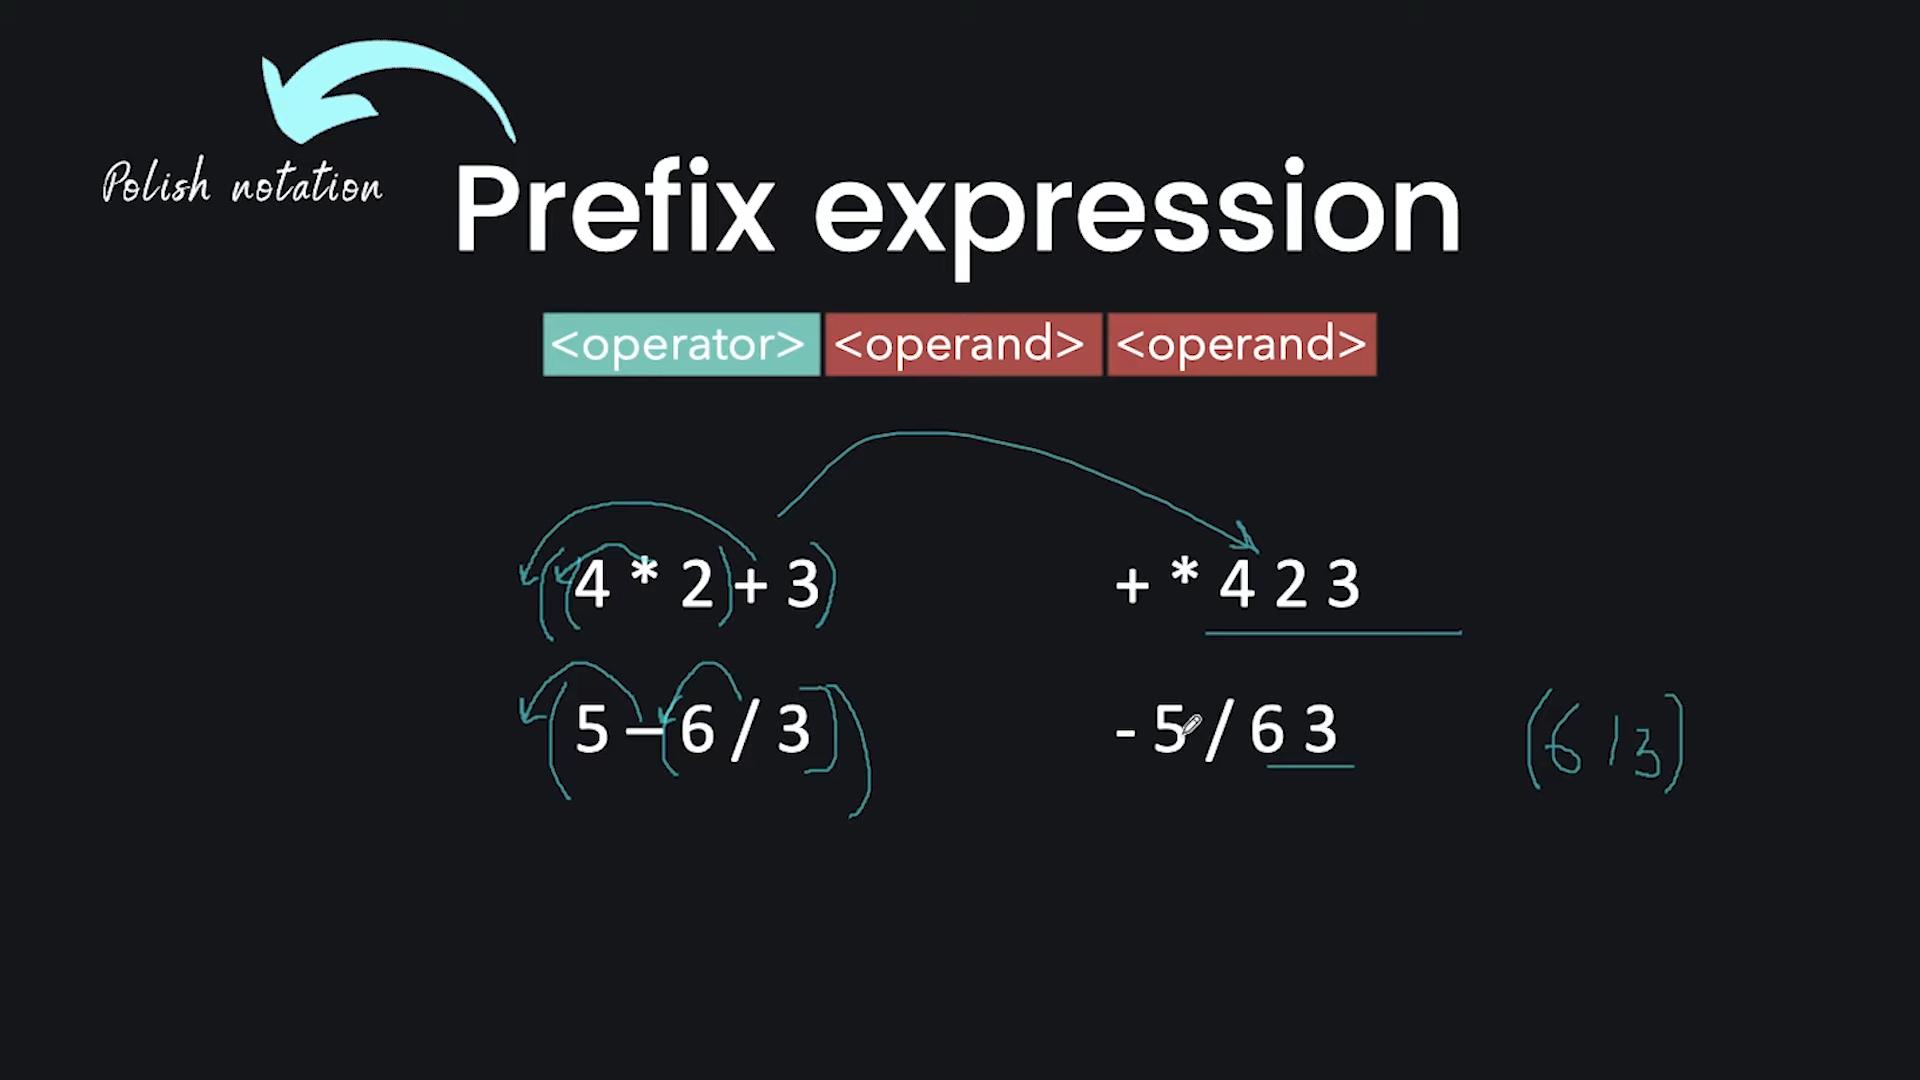 Polish notation
Prefix expression
<operator> <operand> <operand>
((4 * 2) + 3)
+ * 4 2 3
(5 – (6 / 3))
- 5 / 6 3
(6 / 3)